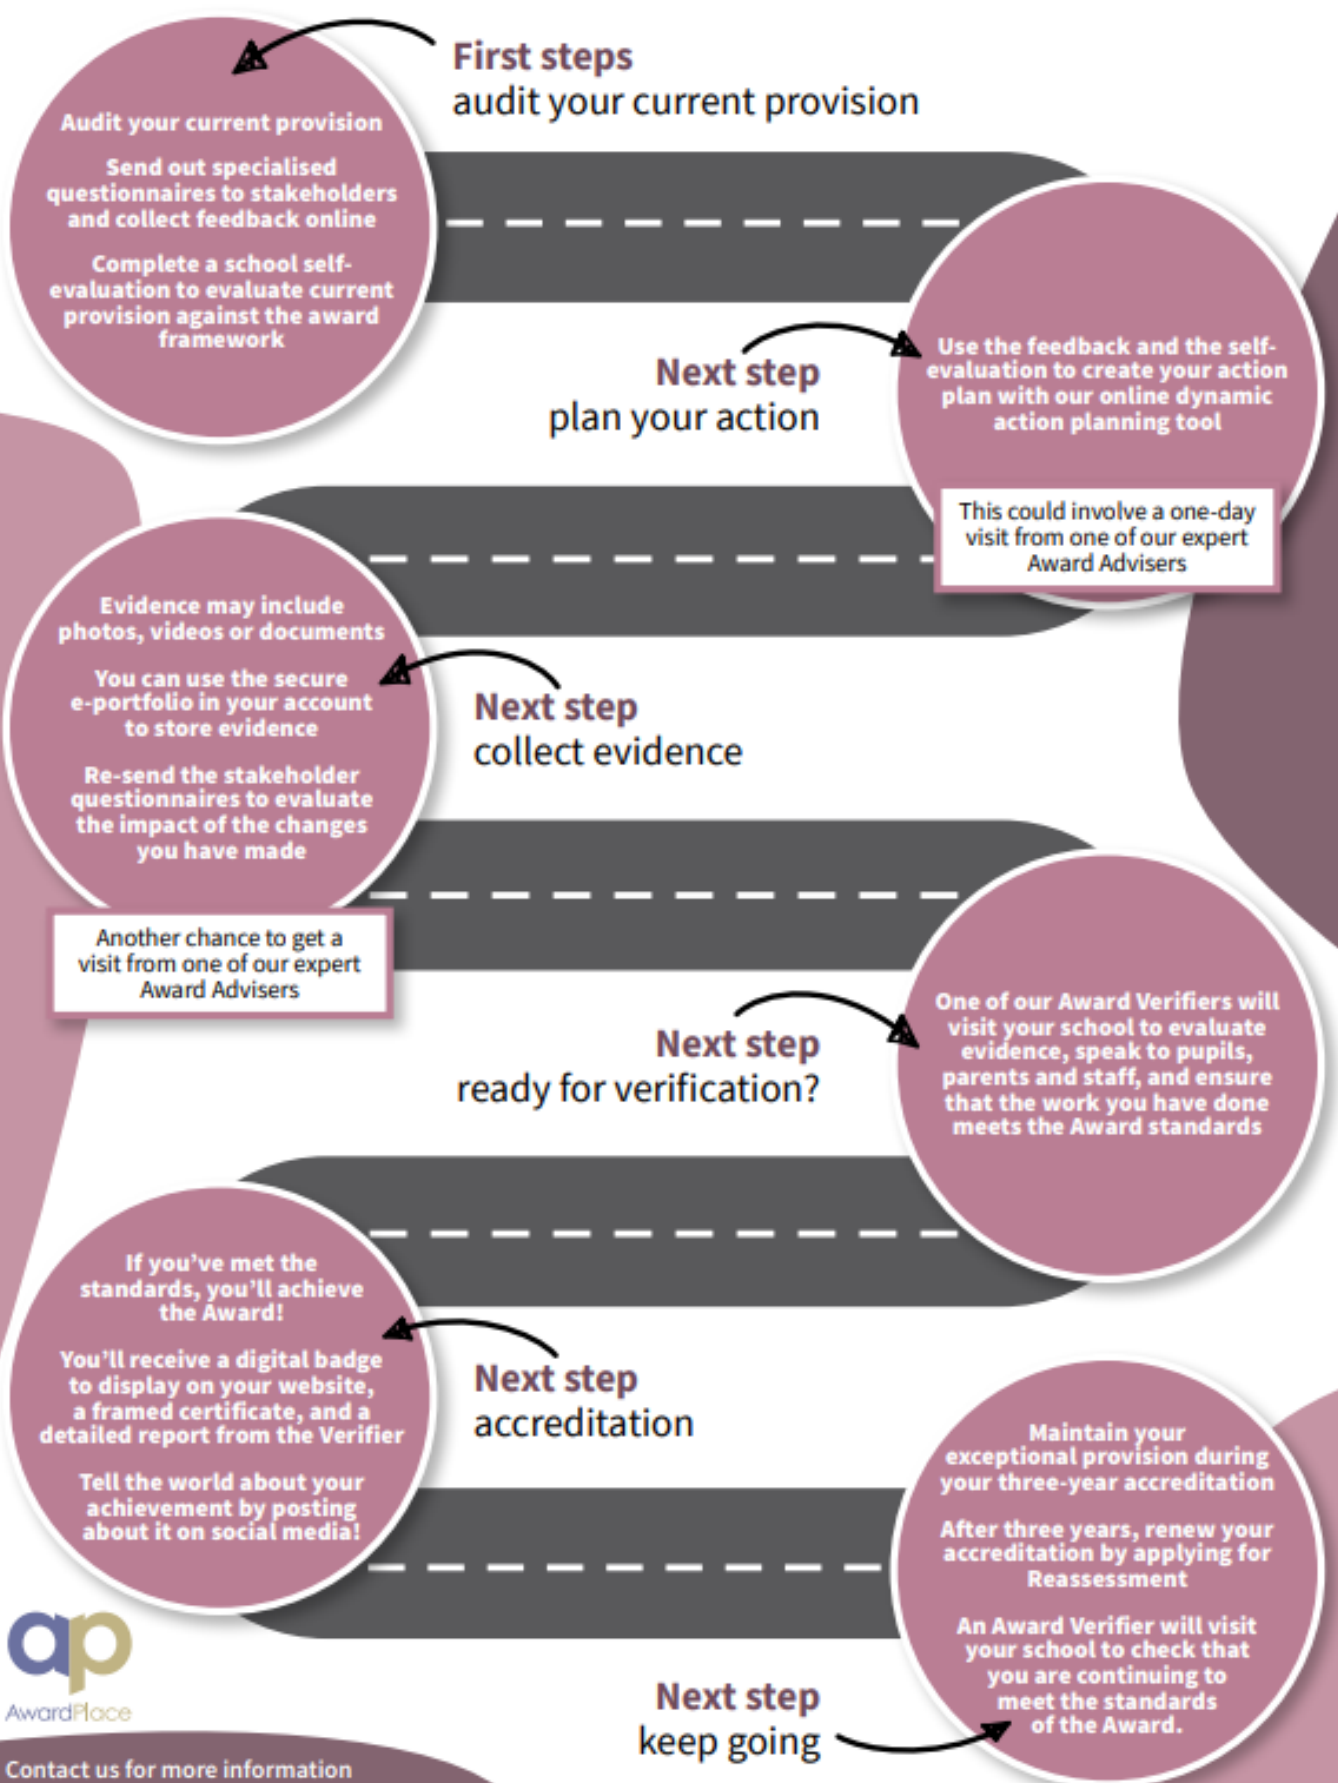 First steps
audit your current provision
Audit your current provision
Send out specialised
questionnaires to stakeholders
and collect feedback online
Complete a school self-
evaluation to evaluate current
provision against the award
framework
Next step
plan your action
Use the feedback and the self-
evaluation to create your action
plan with our online dynamic
action planning tool
This could involve a one-day
visit from one of our expert
Award Advisers
Next step
collect evidence
Evidence may include
photos, videos or documents
You can use the secure
e-portfolio in your account
to store evidence
Re-send the stakeholder
questionnaires to evaluate
the impact of the changes
you have made
Another chance to get a
visit from one of our expert
Award Advisers
Next step
ready for verification?
One of our Award Verifiers will
visit your school to evaluate
evidence, speak to pupils,
parents and staff, and ensure
that the work you have done
meets the Award standards
Next step
accreditation
If you've met the
standards, you'll achieve
the Award!
You'll receive a digital badge
to display on your website,
a framed certificate, and a
detailed report from the Verifier
Tell the world about your
achievement by posting
about it on social media!
Next step
keep going
Maintain your
exceptional provision during
your three-year accreditation
After three years, renew your
accreditation by applying for
Reassessment
An Award Verifier will visit
your school to check that
you are continuing to
meet the standards
of the Award.
ap
AwardPlace
Contact us for more information